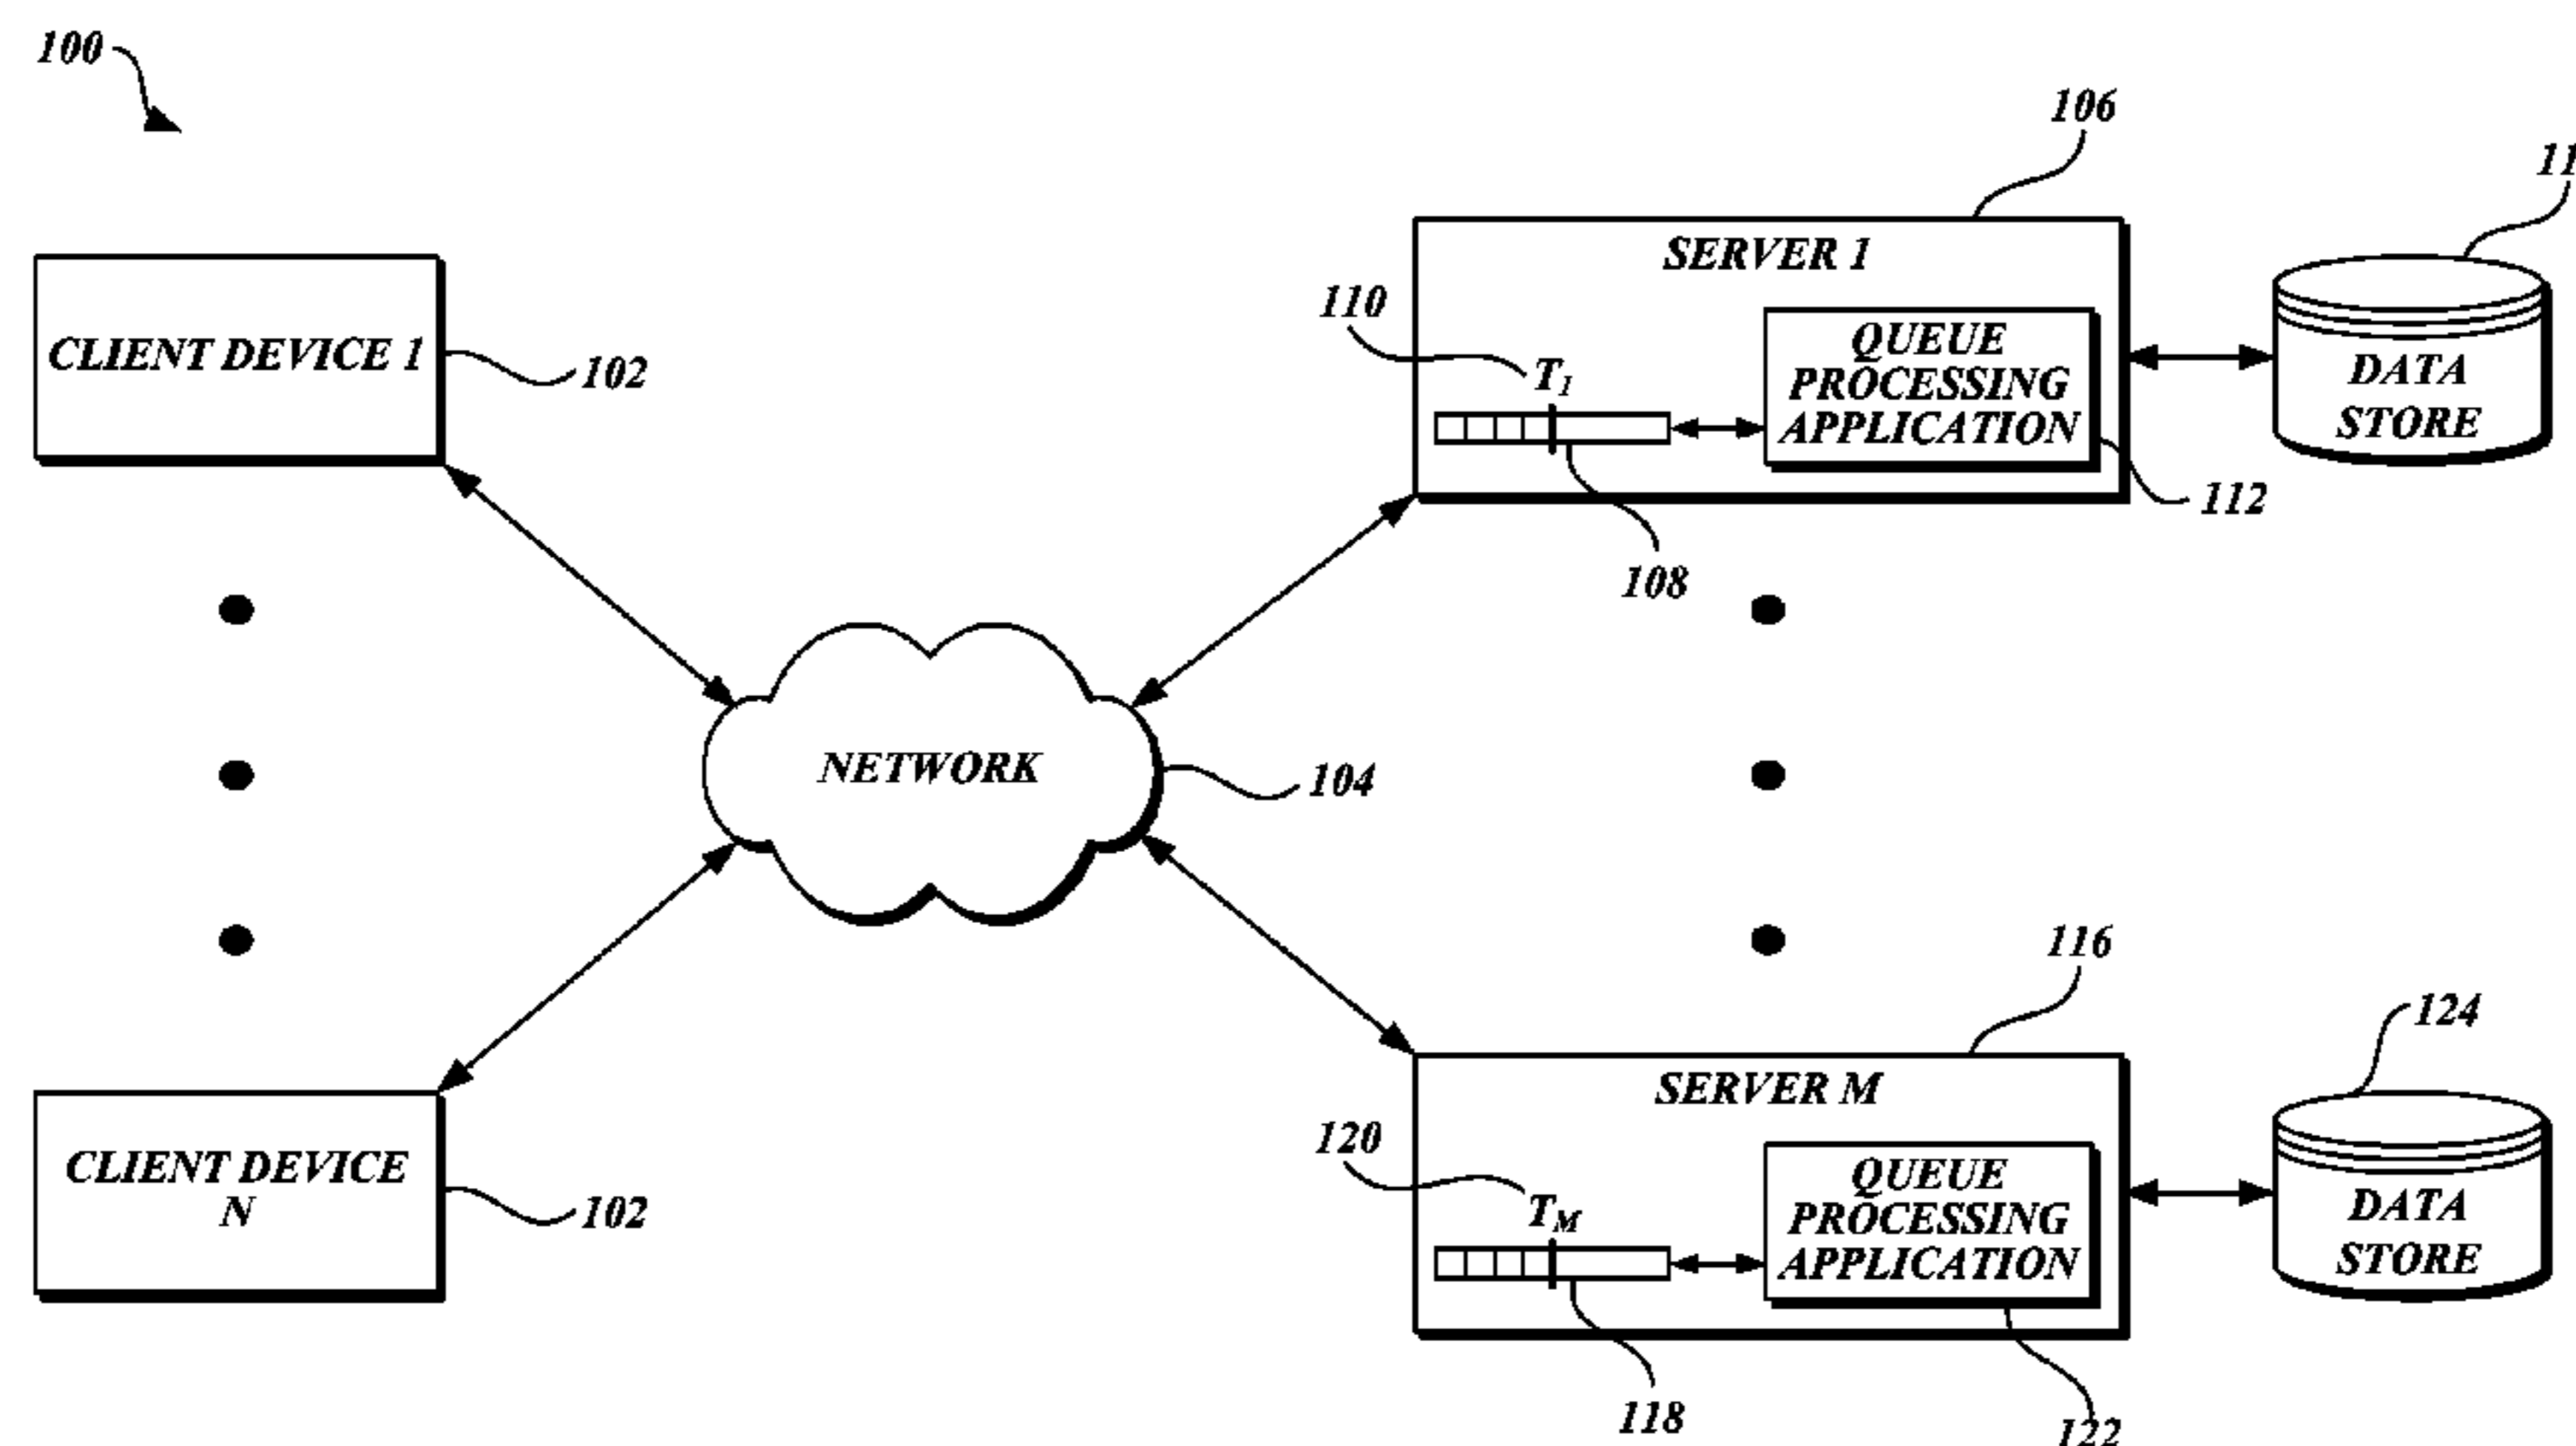 100
106
11
SERVER 1
CLIENT DEVICE 1
102
110
T1
QUEUE
PROCESSING
APPLICATION
DATA
STORE
112
108
NETWORK
104
116
124
SERVER M
CLIENT DEVICE
N
102
120
TM
QUEUE
PROCESSING
APPLICATION
DATA
STORE
118
122